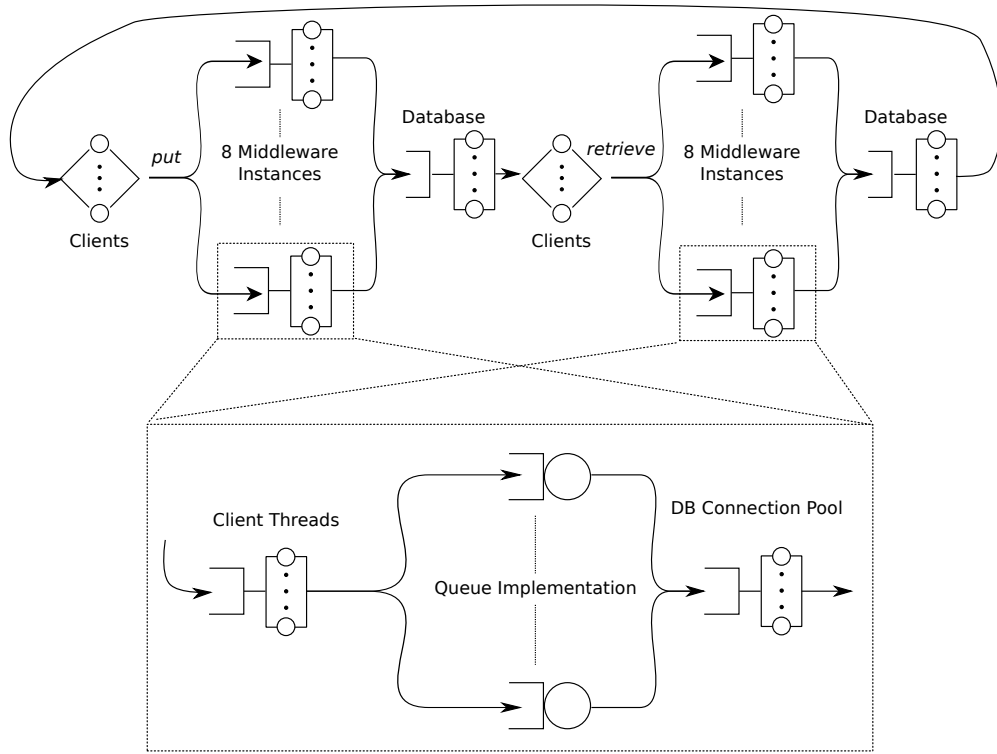 put
8 Middleware
Instances
Database
retrieve
8 Middleware
Instances
Database
Clients
Clients
Client Threads
DB Connection Pool
Queue Implementation